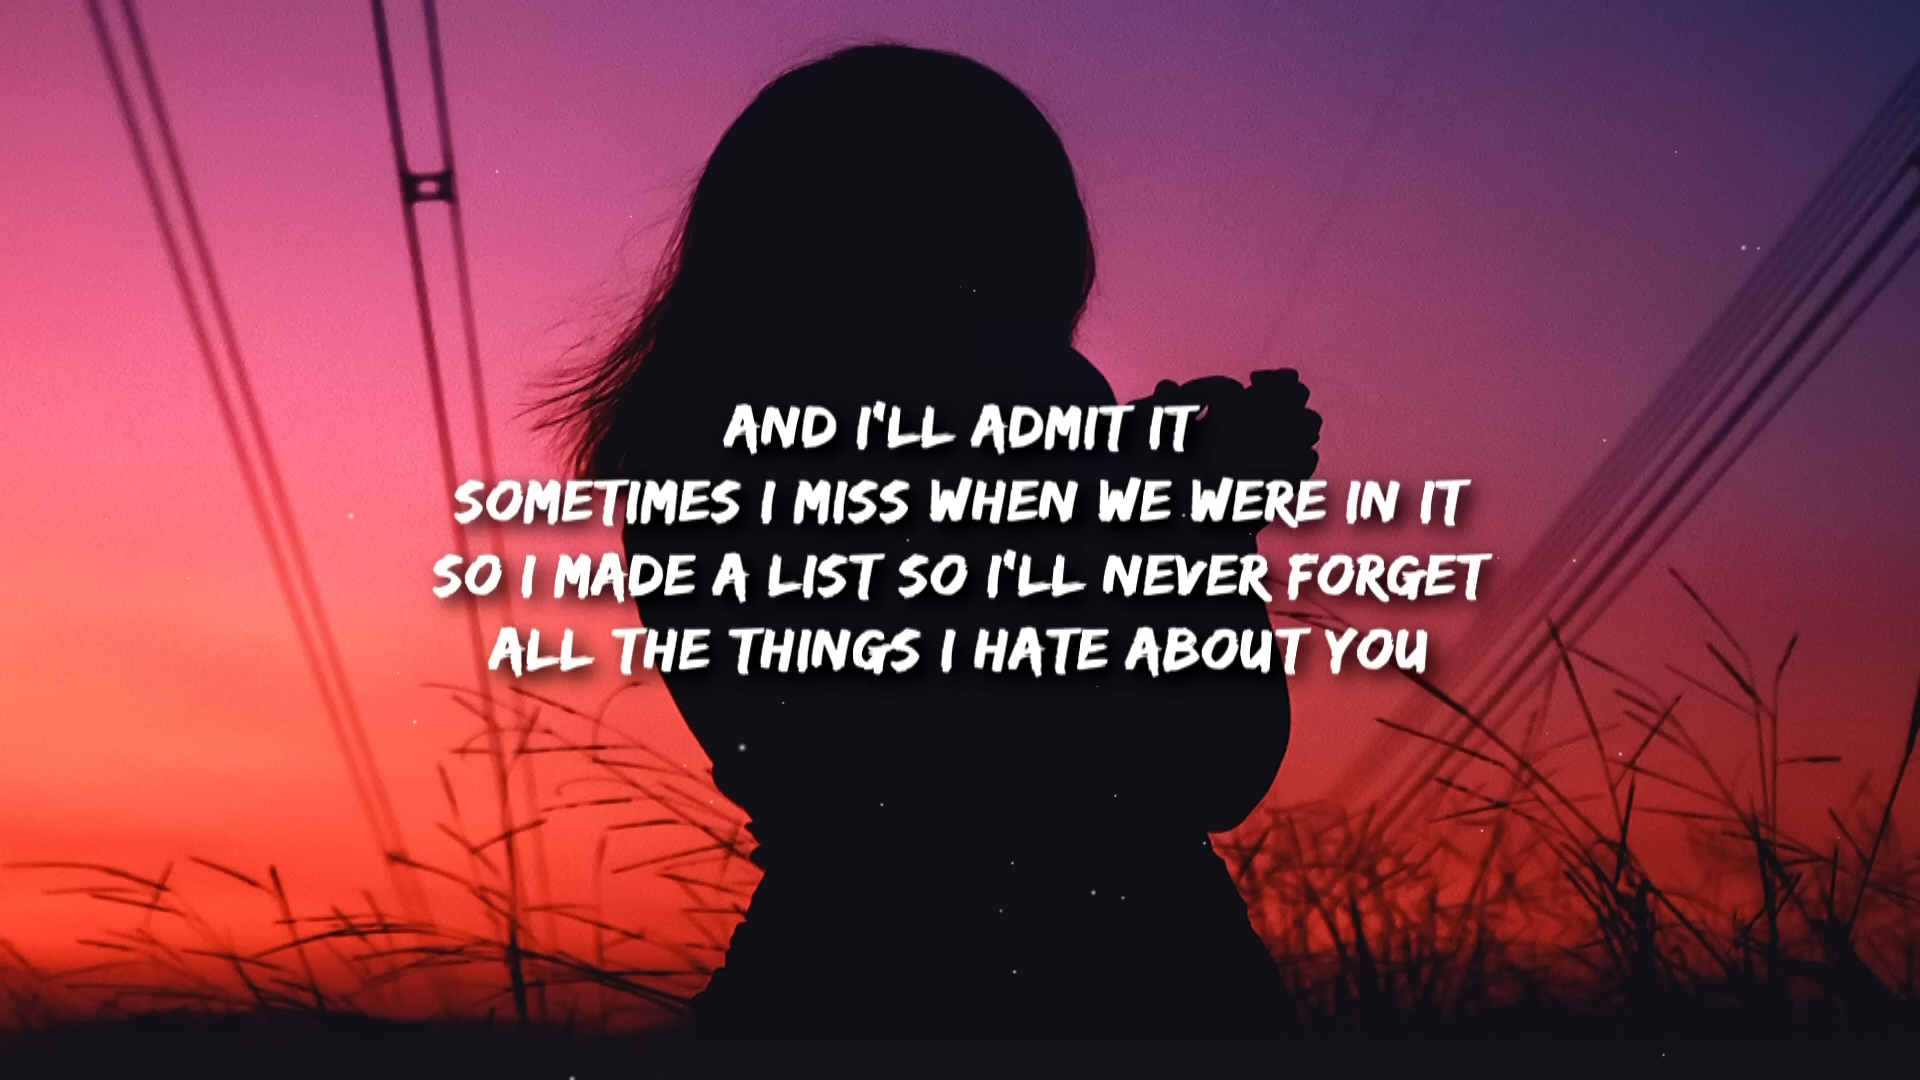 AND I'LL ADMIT IT
SOMETIMES I MISS WHEN WE WERE IN IT
SO I MADE A LIST SO I'LL NEVER FORGET
ALL THE THINGS I HATE ABOUT YOU